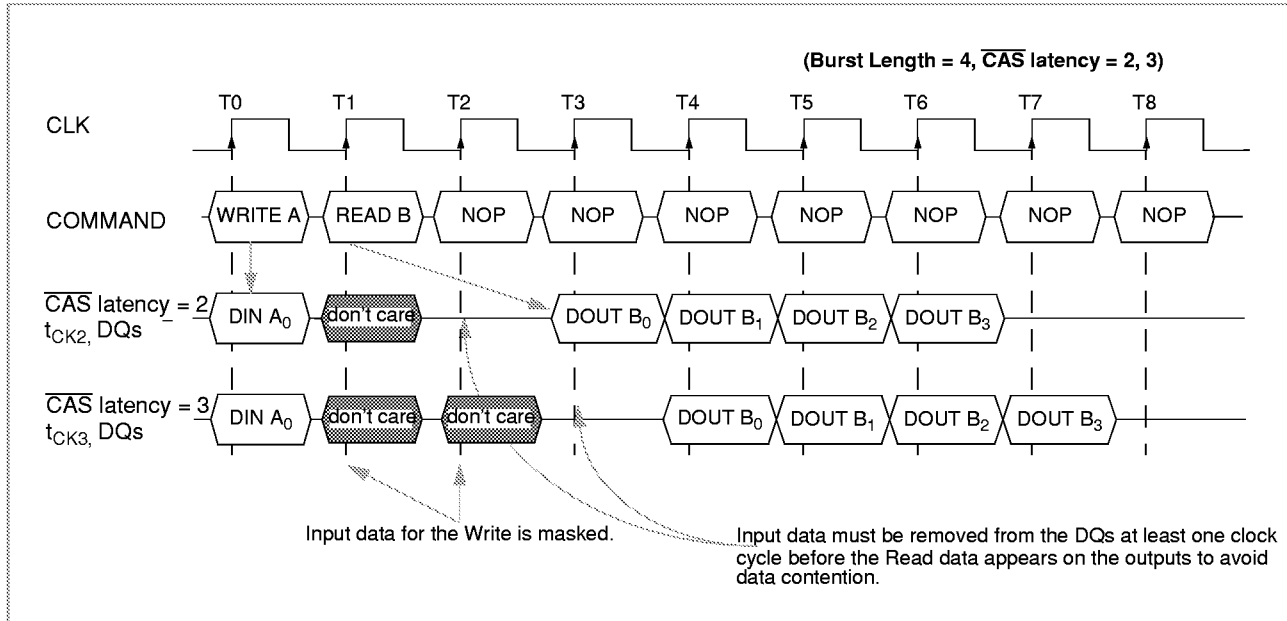 (Burst Length = 4, CAS latency = 2, 3)
T0 T1 T2 T3 T4 T5 T6 T7 T8
CLK
COMMAND WRITE A READ B NOP NOP NOP NOP NOP NOP NOP
CAS latency = 2
tCK2, DQs DIN A0 don't care DOUT B0 DOUT B1 DOUT B2 DOUT B3
CAS latency = 3
tCK3, DQs DIN A0 don't care don't care DOUT B0 DOUT B1 DOUT B2 DOUT B3
Input data for the Write is masked.
Input data must be removed from the DQs at least one clock
cycle before the Read data appears on the outputs to avoid
data contention.